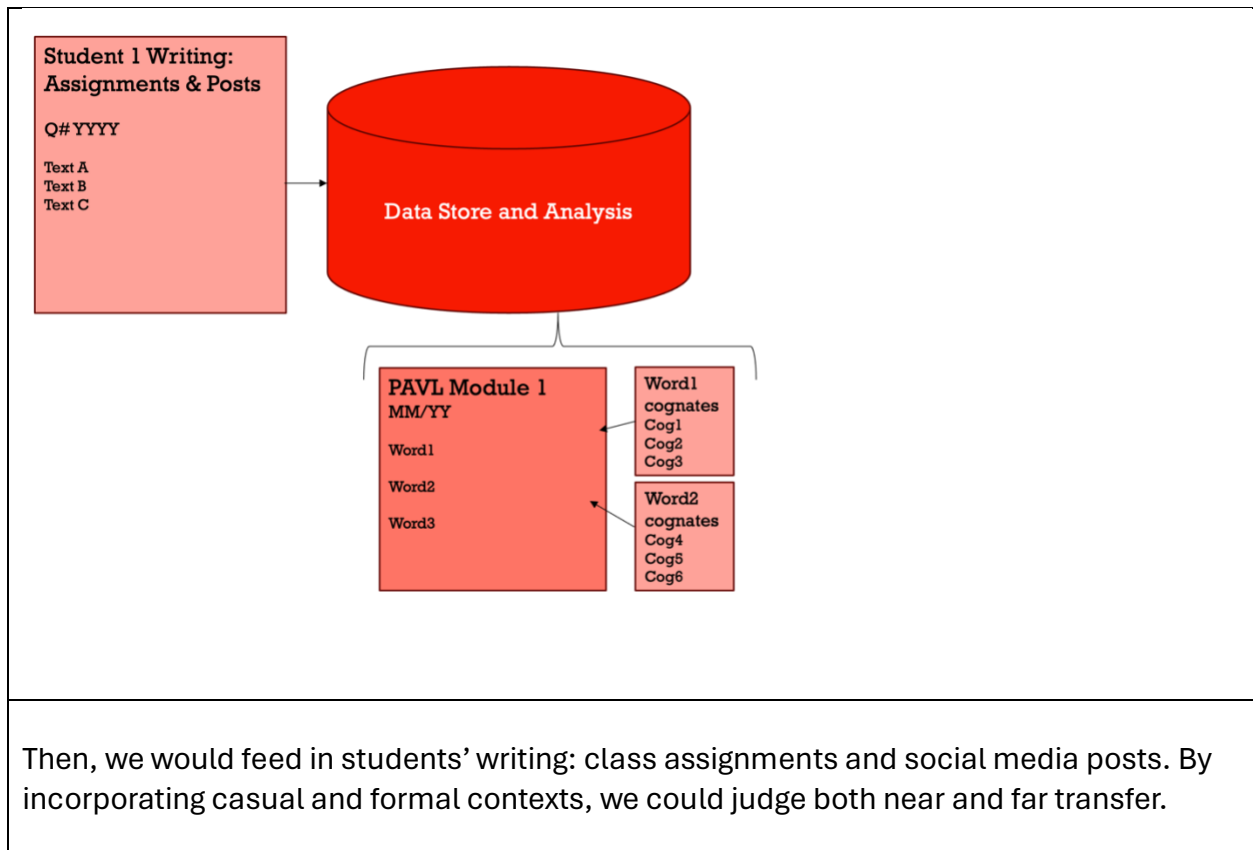 Student 1 Writing:
Assignments & Posts
Q# YYYY
Text A
Text B
Text C
Data Store and Analysis
PAVL Module 1
MM/YY
Word1
Word2
Word3
Word1
cognates
Cog1
Cog2
Cog3
Word2
cognates
Cog4
Cog5
Cog6
Then, we would feed in students’ writing: class assignments and social media posts. By
incorporating casual and formal contexts, we could judge both near and far transfer.